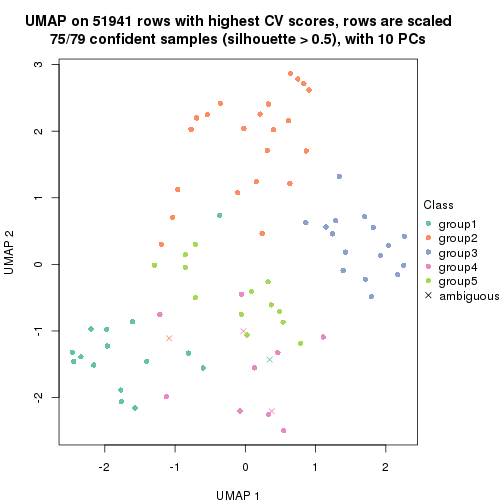 UMAP on 51941 rows with highest CV scores, rows are scaled
75/79 confident samples (silhouette > 0.5), with 10 PCs
3
2
1
0
-1
-2
UMAP 2
-2 -1 0 1 2
UMAP 1
Class
group1
group2
group3
group4
group5
ambiguous